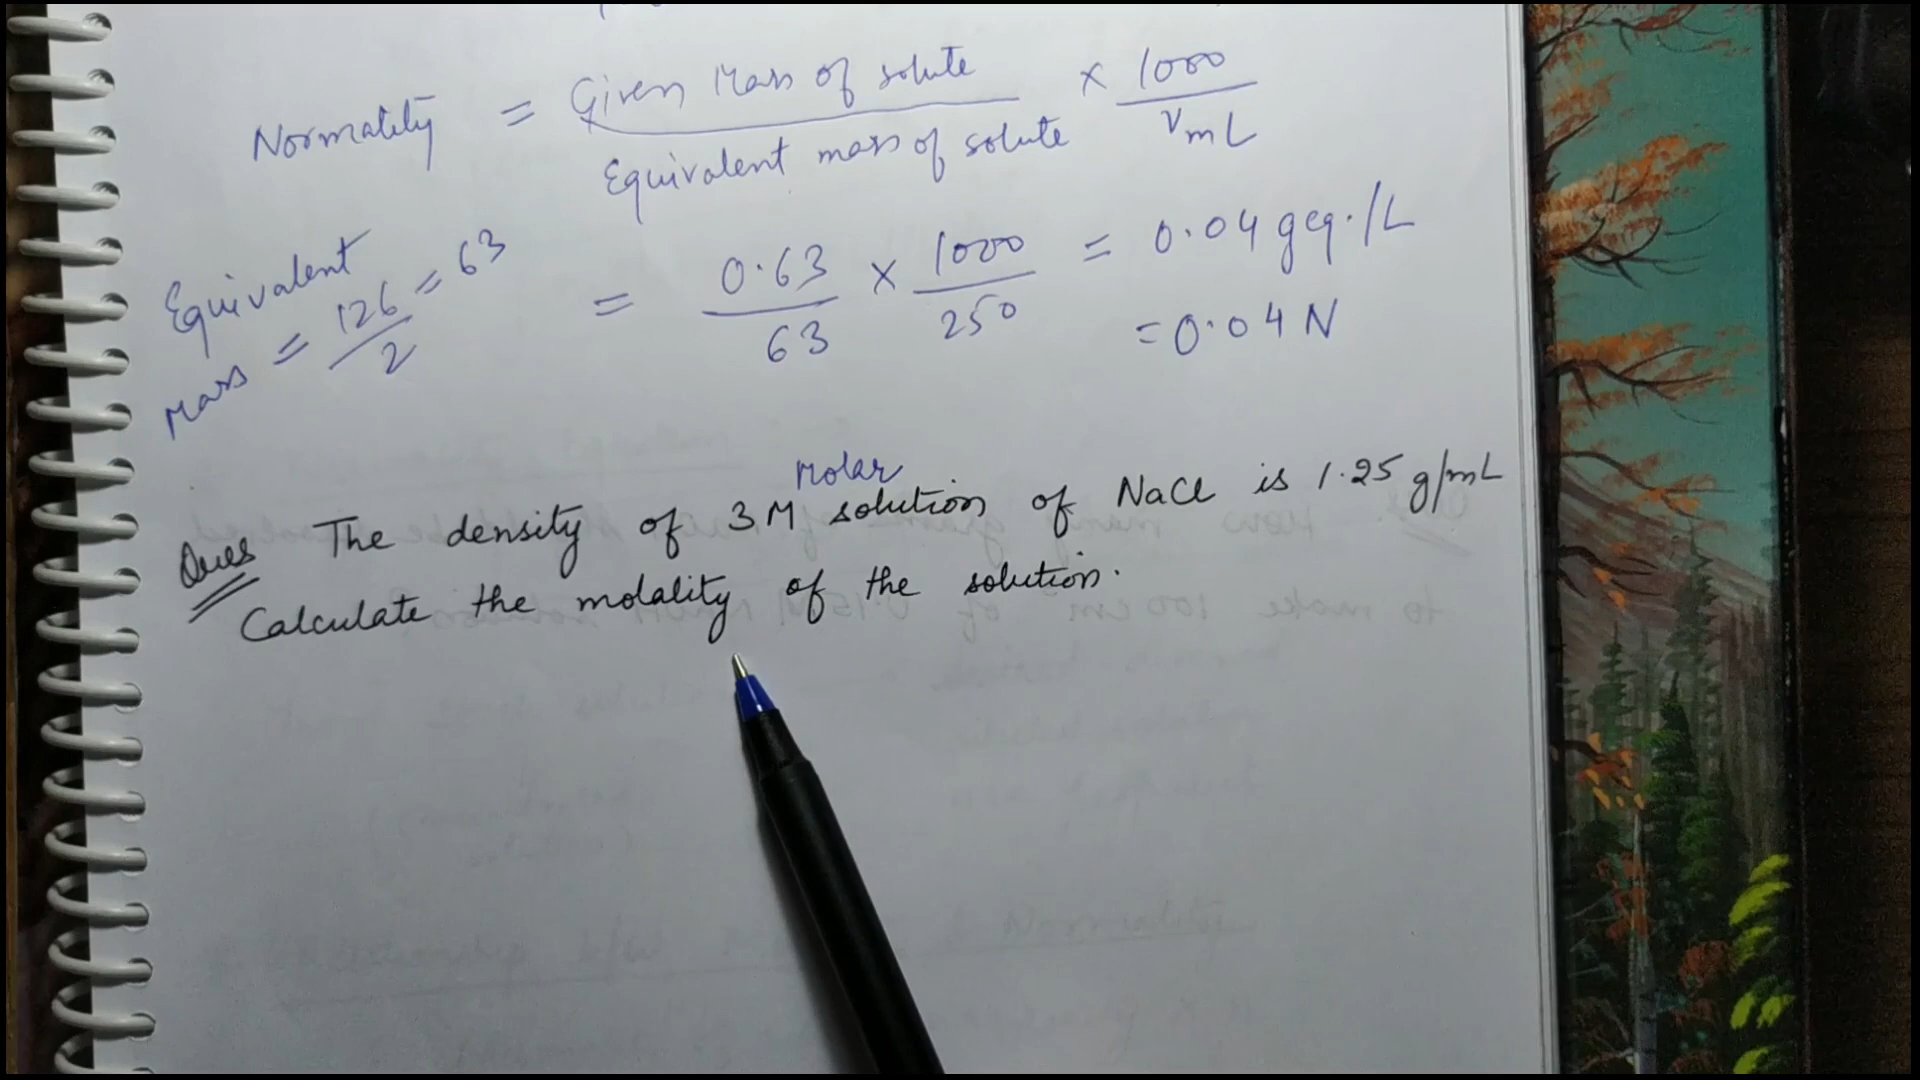 Normality = Given Mass of solute / Equivalent mass of solute × 1000 / VmL
Equivalent Mass = 126 / 2 = 63
= 0.63 / 63 × 1000 / 250 = 0.04 geq./L
= 0.04 N
Molar
Ques The density of 3M solution of NaCl is 1.25 g/mL
Calculate the molality of the solution.